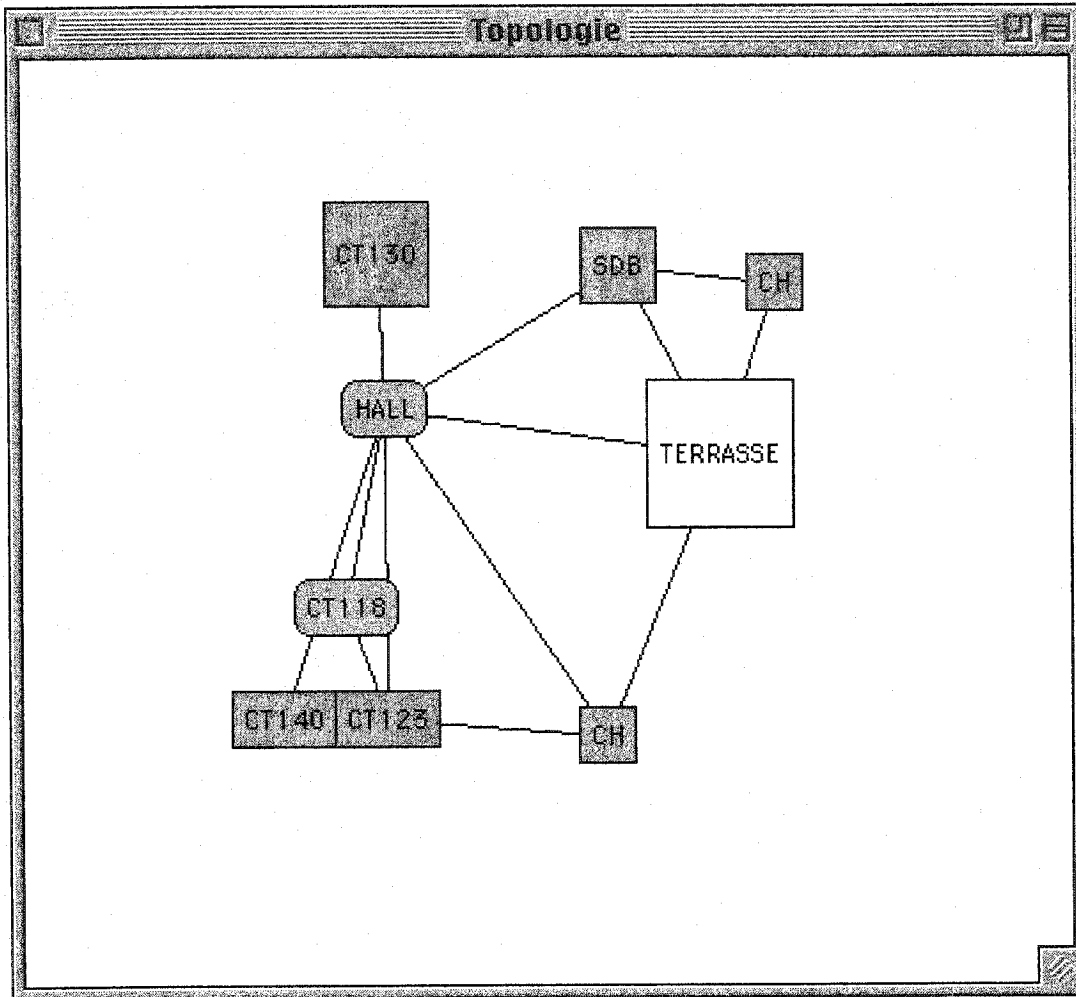 Topologie
CT130
SDB
CH
HALL
TERRASSE
CT118
CT140
CT123
CH